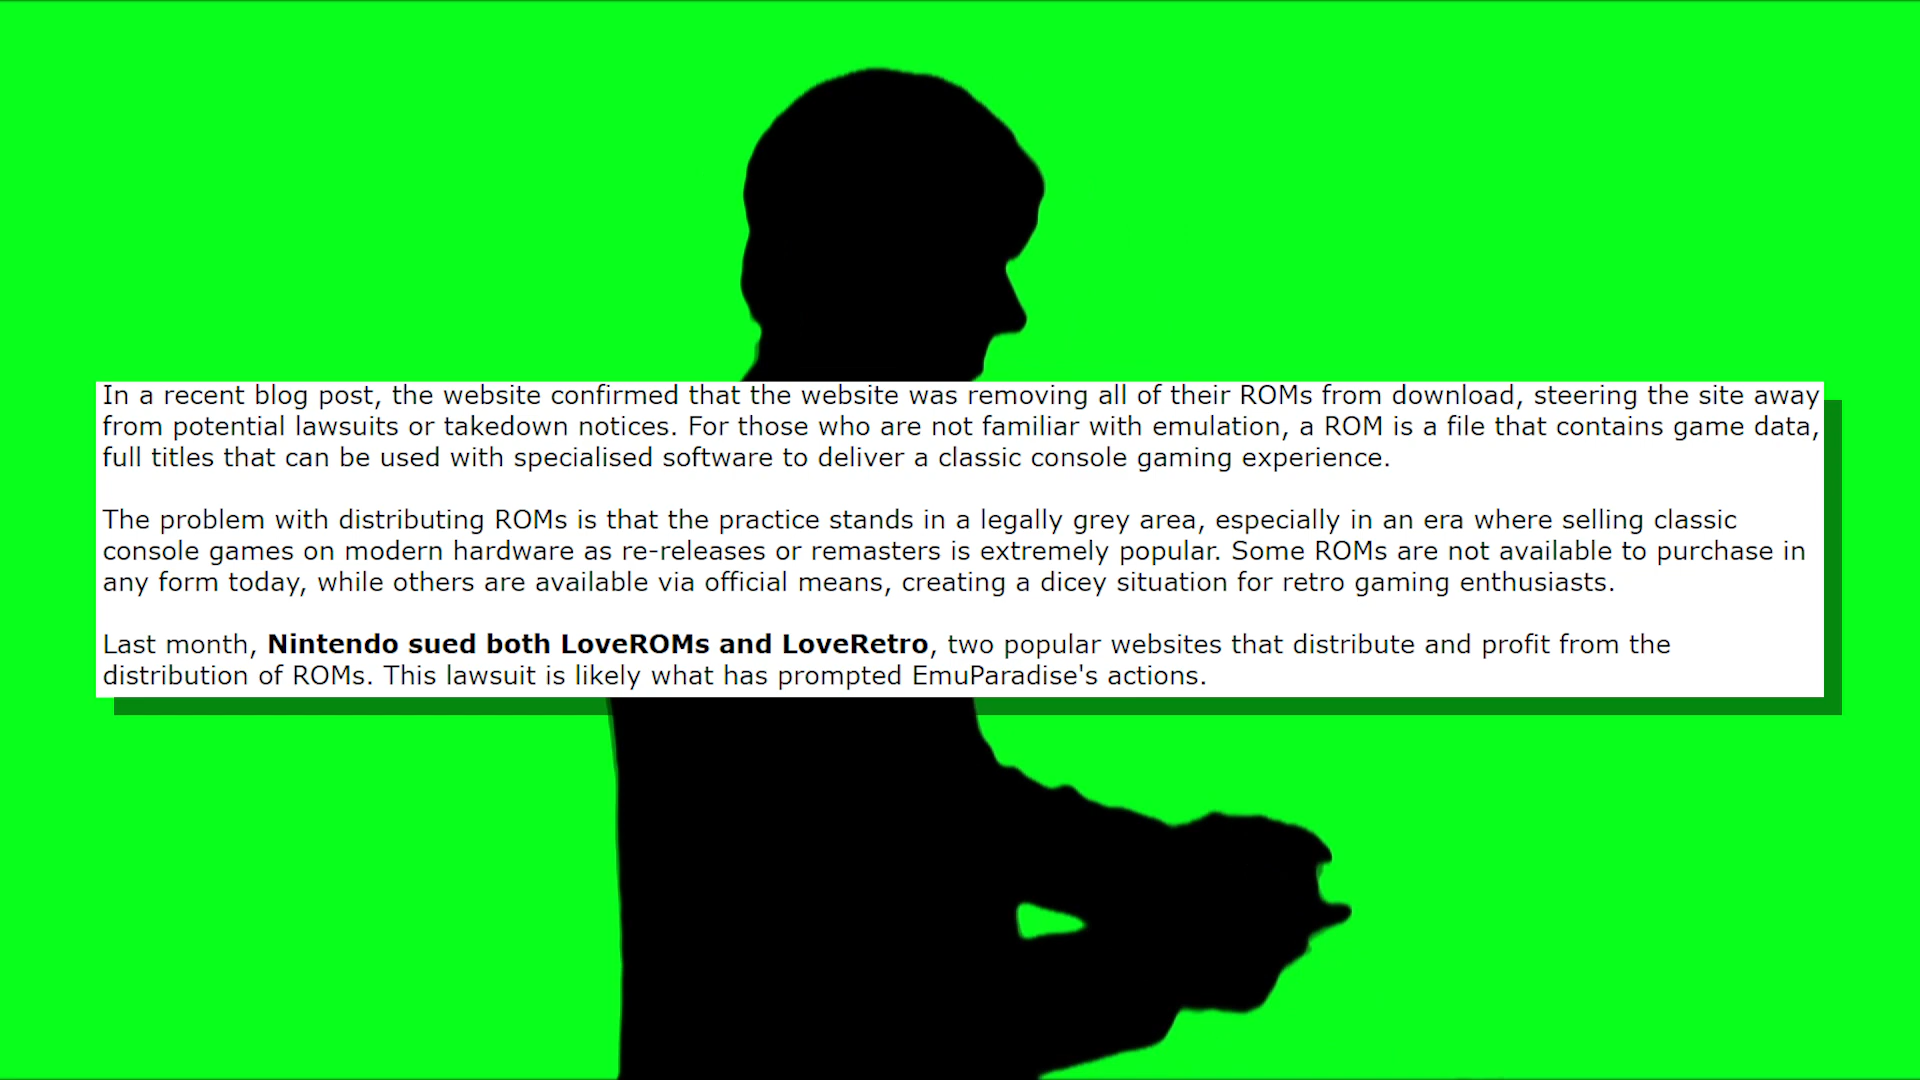 In a recent blog post, the website confirmed that the website was removing all of their ROMs from download, steering the site away
from potential lawsuits or takedown notices. For those who are not familiar with emulation, a ROM is a file that contains game data,
full titles that can be used with specialised software to deliver a classic console gaming experience.
The problem with distributing ROMs is that the practice stands in a legally grey area, especially in an era where selling classic
console games on modern hardware as re-releases or remasters is extremely popular. Some ROMs are not available to purchase in
any form today, while others are available via official means, creating a dicey situation for retro gaming enthusiasts.
Last month, Nintendo sued both LoveROMs and LoveRetro, two popular websites that distribute and profit from the
distribution of ROMs. This lawsuit is likely what has prompted EmuParadise's actions.